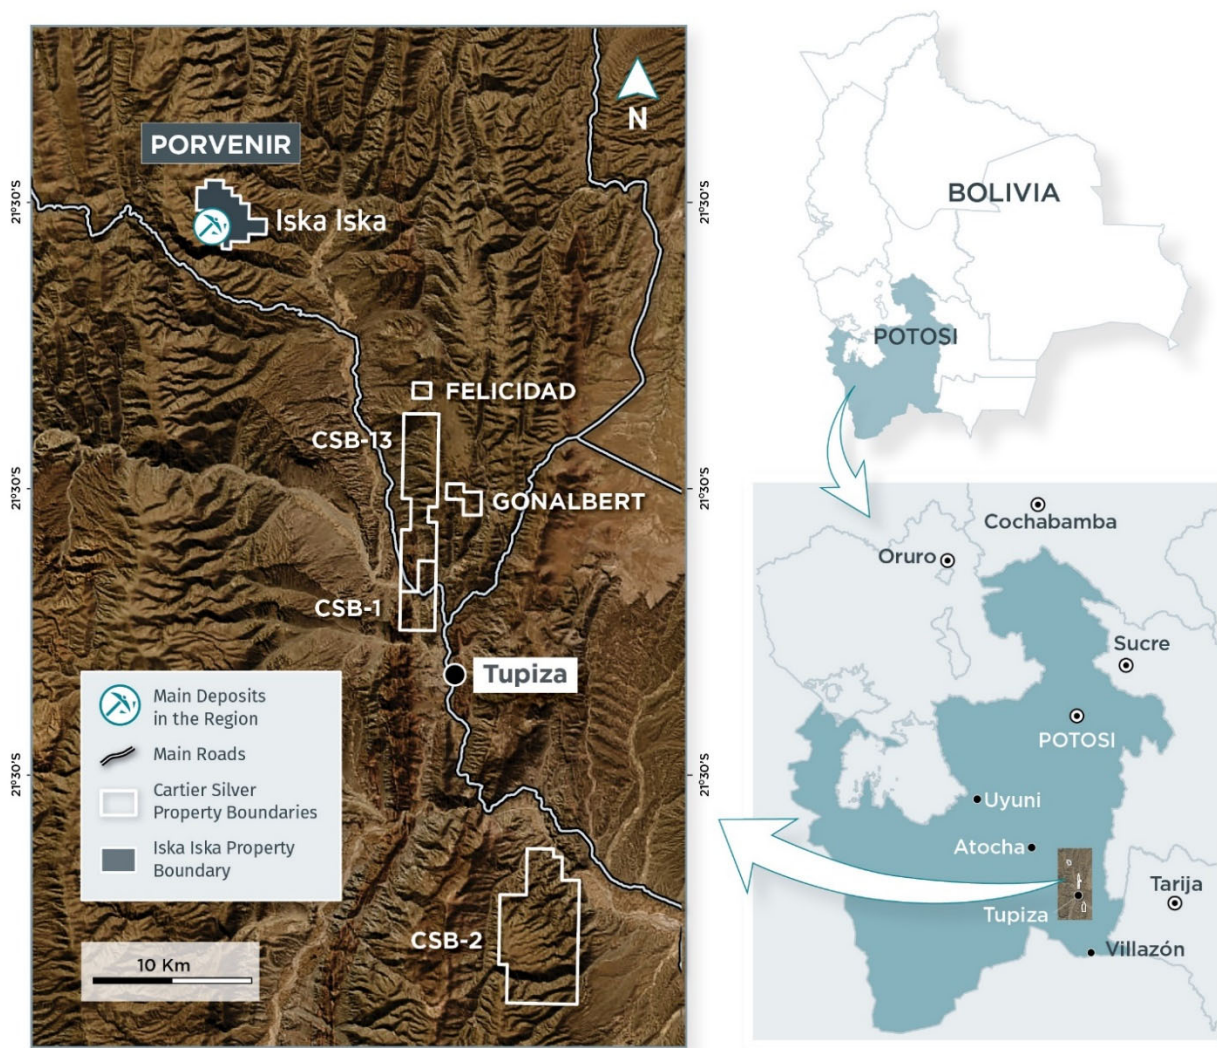 N
PORVENIR
Iska Iska
FELICIDAD
CSB-13
GONALBERT
CSB-1
Tupiza
CSB-2
21°30'S
21°30'S
21°30'S
21°30'S
21°30'S
21°30'S
Main Deposits
in the Region
Main Roads
Cartier Silver
Property Boundaries
Iska Iska Property
Boundary
10 Km
BOLIVIA
POTOSI
Cochabamba
Oruro
Sucre
POTOSI
Uyuni
Atocha
Tarija
Tupiza
Villazón